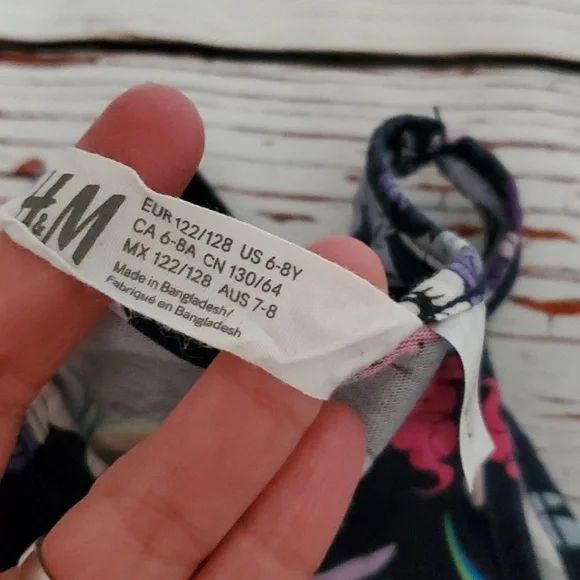 H&M
EUR 122/128 US 6-8Y
CA 6-8A CN 130/64
MX 122/128 AUS 7-8
Made in Bangladesh/
Fabriqué en Bangladesh